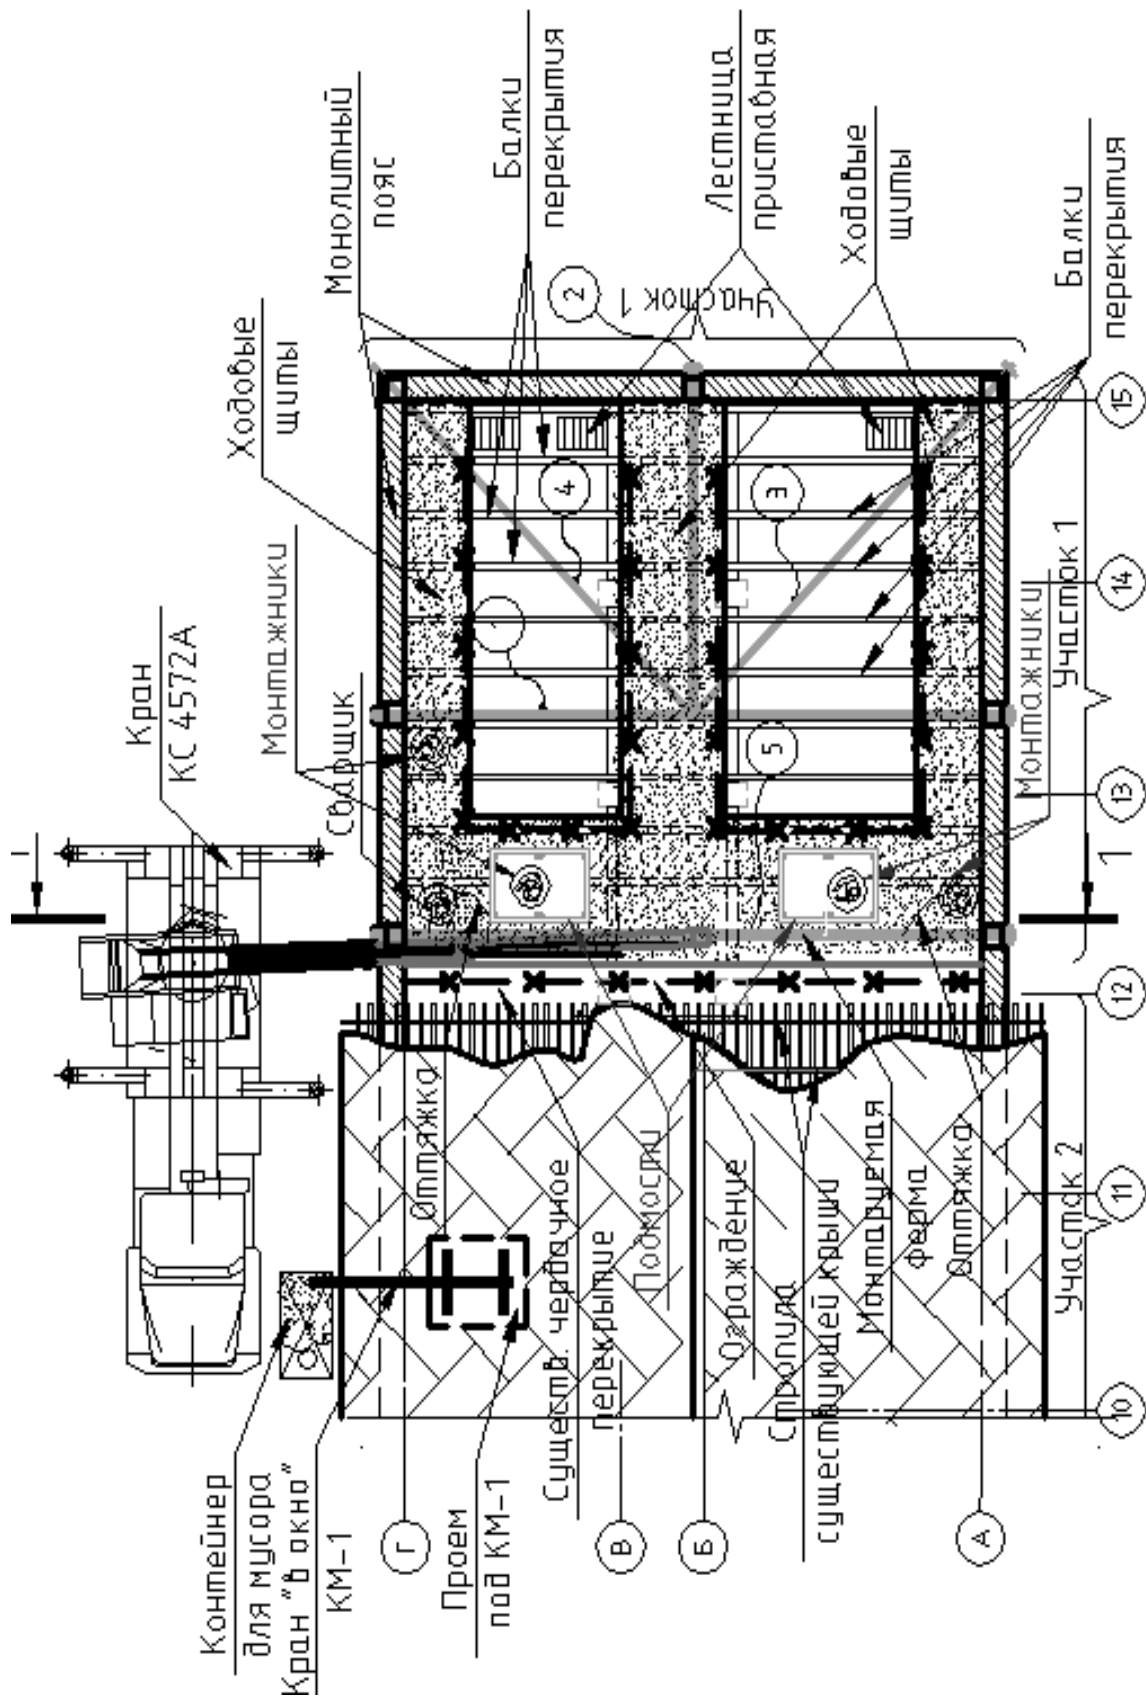 Контейнер
для мусора
Кран "в окно"
КМ-1
Проем
под КМ-1
Кран
КС 4572А
Сварщик
Монтажники
Ходовые
щиты
Монолитный
пояс
Балки
перекрытия
Лестница
приставная
Ходовые
щиты
Балки
перекрытия
Участок 1
Оттяжка
Существ. чердачное
перекрытие
Подмости
Ограждение
Стропила
существующей крыши
Монтируемая
ферма
Оттяжка
Монтажники
Участок 2
Участок 1
1
1
1
2
3
4
5
Г
В
Б
А
10
11
12
13
14
15